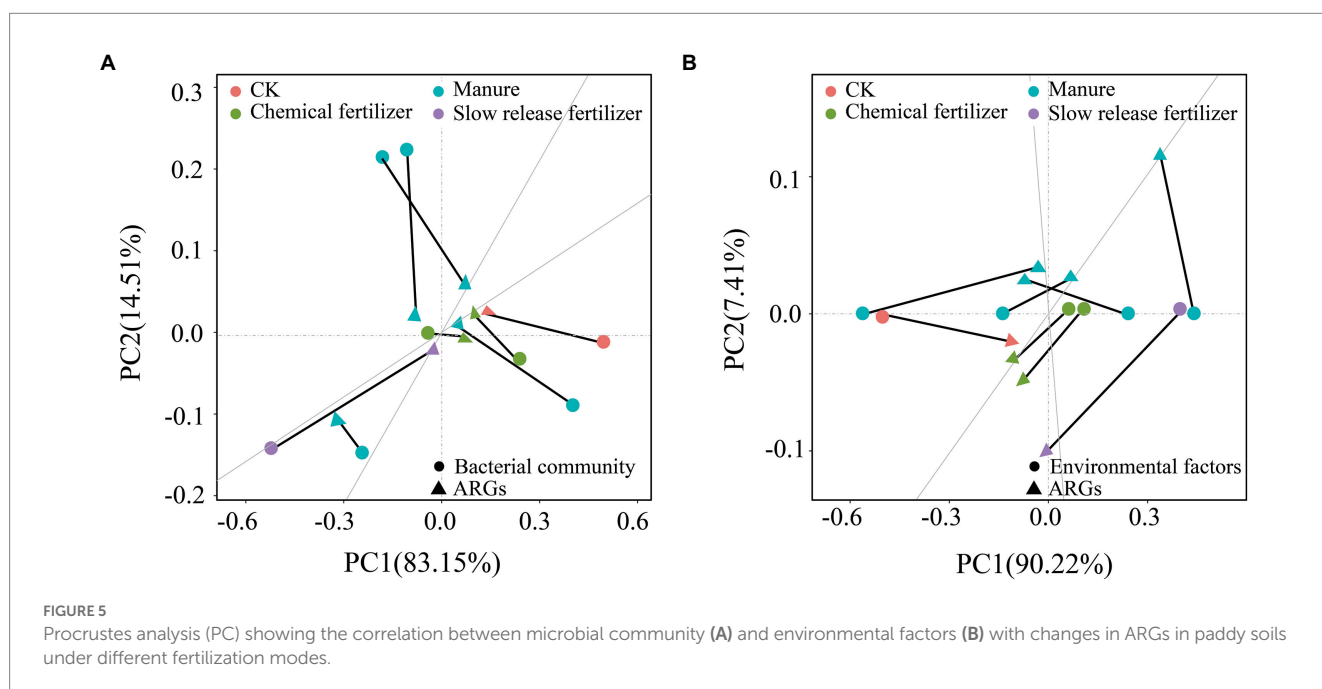 A
CK
Manure
Chemical fertilizer
Slow release fertilizer
0.3
0.2
0.1
0.0
-0.1
-0.2
PC2(14.51%)
Bacterial community
ARGs
-0.6
-0.3
0.0
0.3
0.6
PC1(83.15%)
B
CK
Manure
Chemical fertilizer
Slow release fertilizer
0.1
0.0
-0.1
PC2(7.41%)
Environmental factors
ARGs
-0.6
-0.3
0.0
0.3
PC1(90.22%)
FIGURE 5
Procrustes analysis (PC) showing the correlation between microbial community (A) and environmental factors (B) with changes in ARGs in paddy soils
under different fertilization modes.